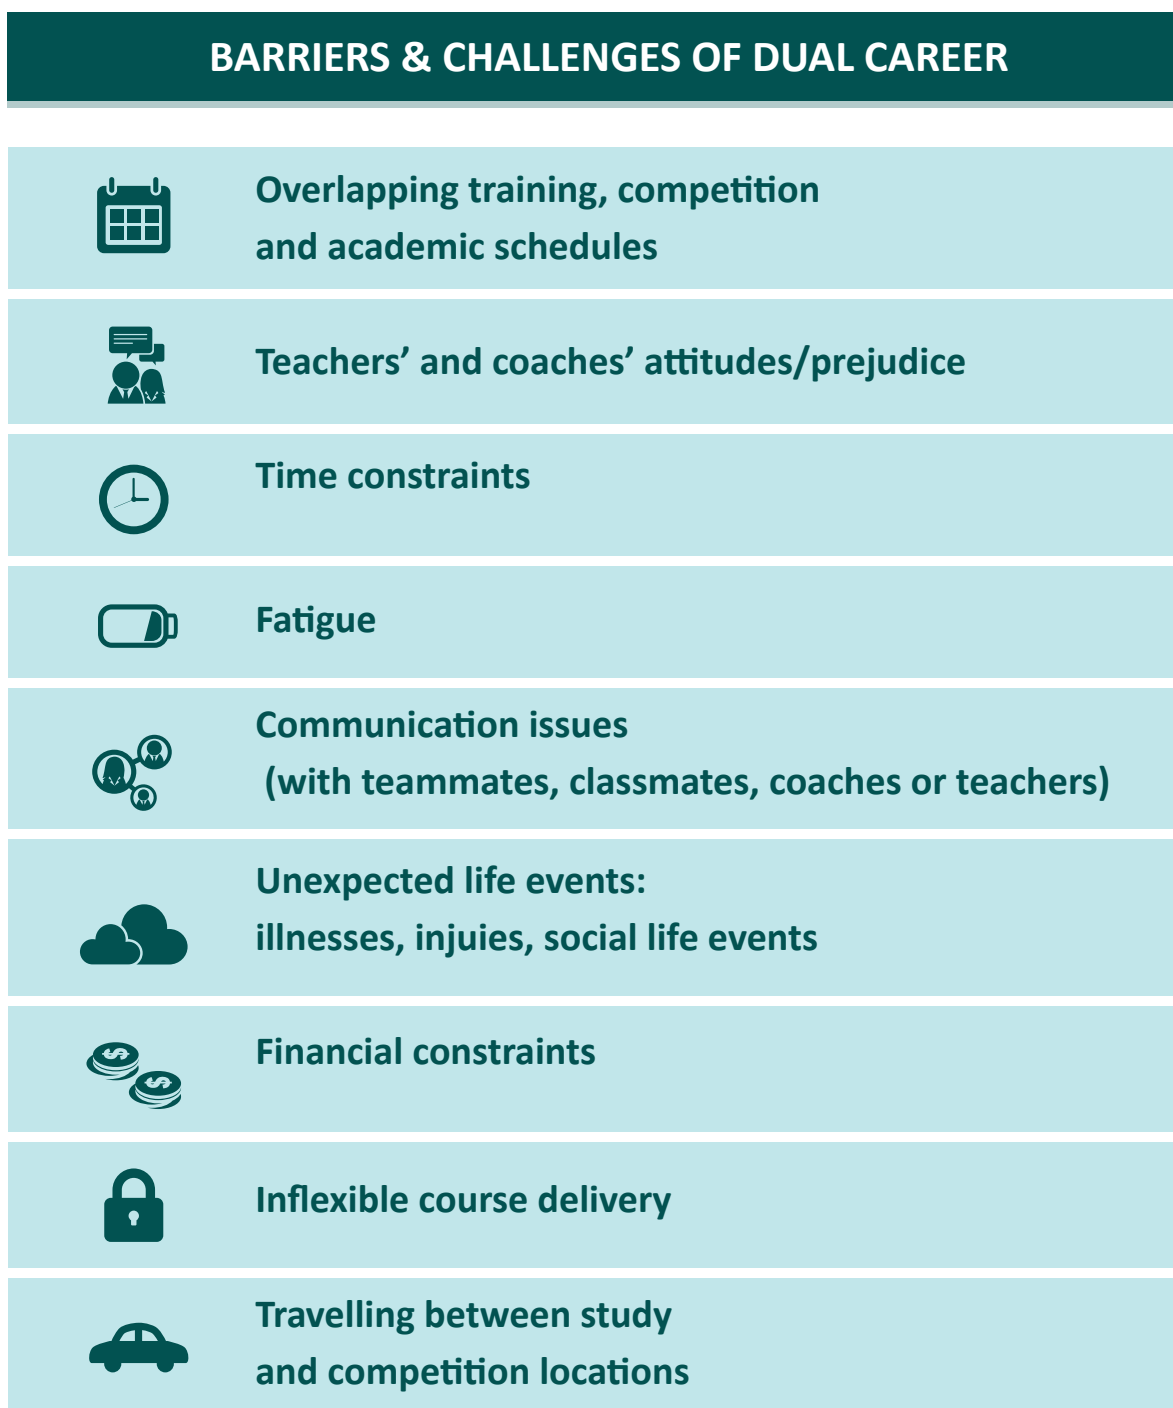 BARRIERS & CHALLENGES OF DUAL CAREER
Overlapping training, competition
and academic schedules
Teachers’ and coaches’ attitudes/prejudice
Time constraints
Fatigue
Communication issues
(with teammates, classmates, coaches or teachers)
Unexpected life events:
illnesses, injuies, social life events
Financial constraints
Inflexible course delivery
Travelling between study
and competition locations